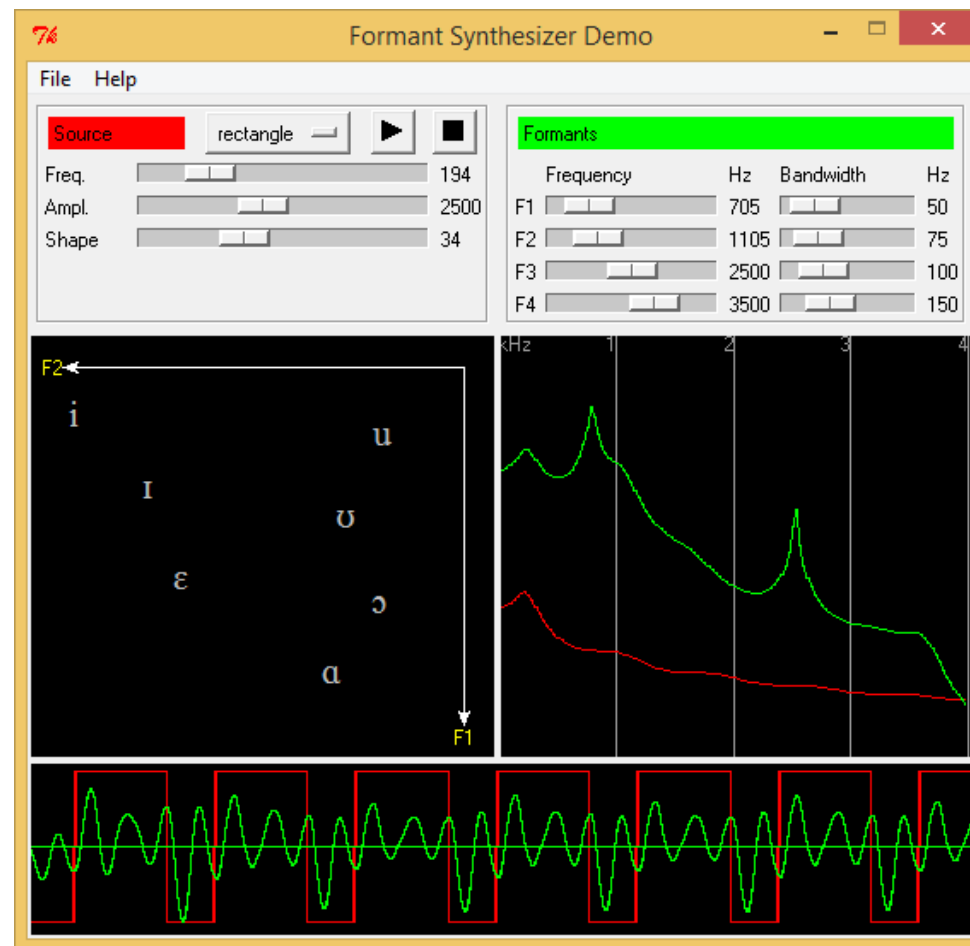 Formant Synthesizer Demo
File Help
Source rectangle
Freq. 194
Ampl. 2500
Shape 34
Formants
Frequency Hz Bandwidth Hz
F1 705 50
F2 1105 75
F3 2500 100
F4 3500 150
F2
i
u
ɪ
ʊ
ɛ
ɔ
ɑ
F1
kHz 1 2 3 4